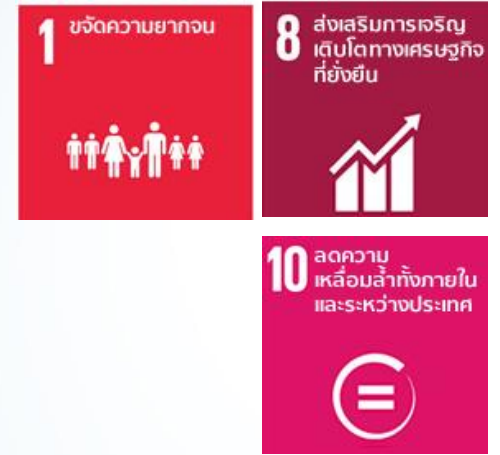 1 ขจัดความยากจน
8 ส่งเสริมการเจริญ
เติบโตทางเศรษฐกิจ
ที่ยั่งยืน
10 ลดความ
เหลื่อมล้ำทั้งภายใน
และระหว่างประเทศ